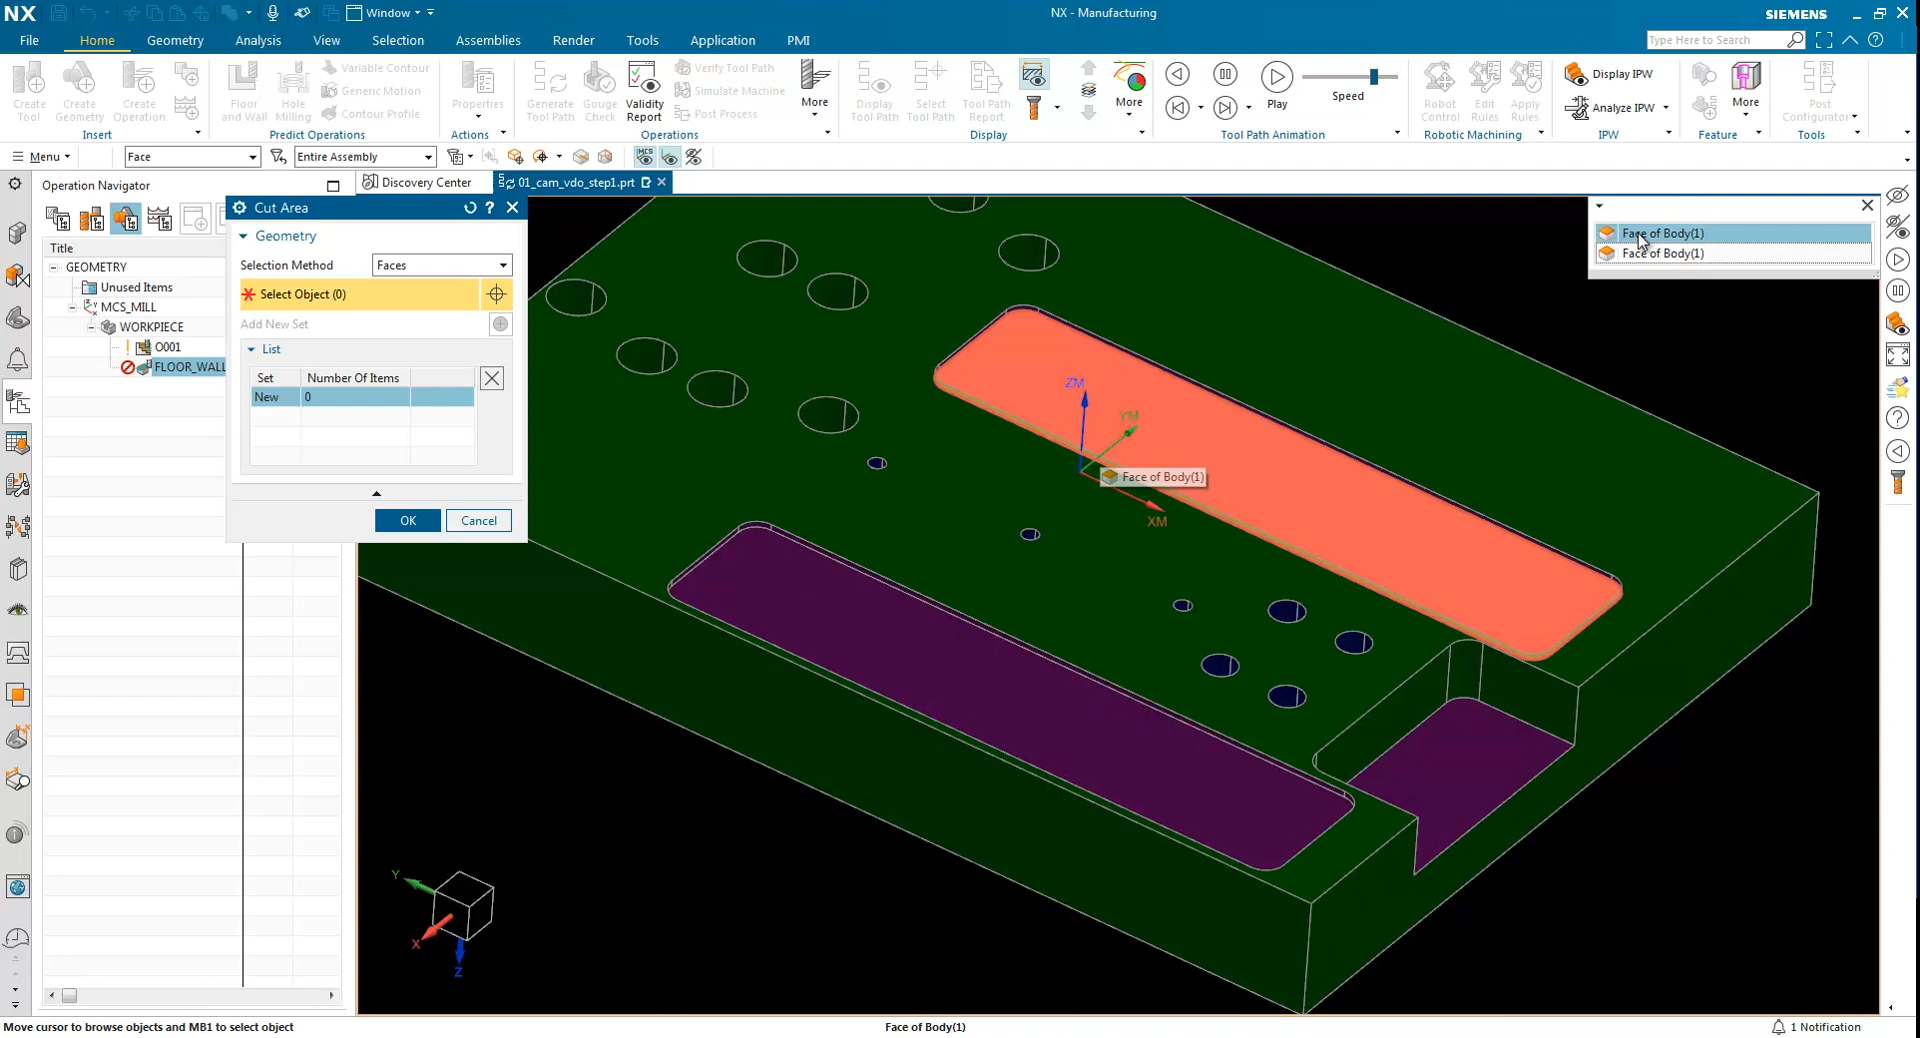 NX
Window
NX - Manufacturing
SIEMENS
File
Home
Geometry
Analysis
View
Selection
Assemblies
Render
Tools
Application
PMI
Type Here to Search
Create Tool
Create Geometry
Create Operation
Insert
Floor and Wall
Hole Milling
Variable Contour
Generic Motion
Contour Profile
Predict Operations
Properties
Actions
Generate Tool Path
Gouge Check
Validity Report
Verify Tool Path
Simulate Machine
Post Process
More
Operations
Display Tool Path
Select Tool Path
Tool Path Report
More
Display
Play
Speed
Tool Path Animation
Robot Control
Edit Rules
Apply Rules
Robotic Machining
Display IPW
Analyze IPW
IPW
More
Feature
Post Configurator
Tools
Menu
Face
Entire Assembly
MCS
Operation Navigator
Discovery Center
01_cam_vdo_step1.prt
Title
GEOMETRY
Unused Items
MCS_MILL
WORKPIECE
O001
FLOOR_WALL
Cut Area
Geometry
Selection Method
Faces
Select Object (0)
Add New Set
List
Set
Number Of Items
New
0
OK
Cancel
Face of Body(1)
Face of Body(1)
ZM
YM
Face of Body(1)
XM
Y
X
Z
Move cursor to browse objects and MB1 to select object
Face of Body(1)
1 Notification